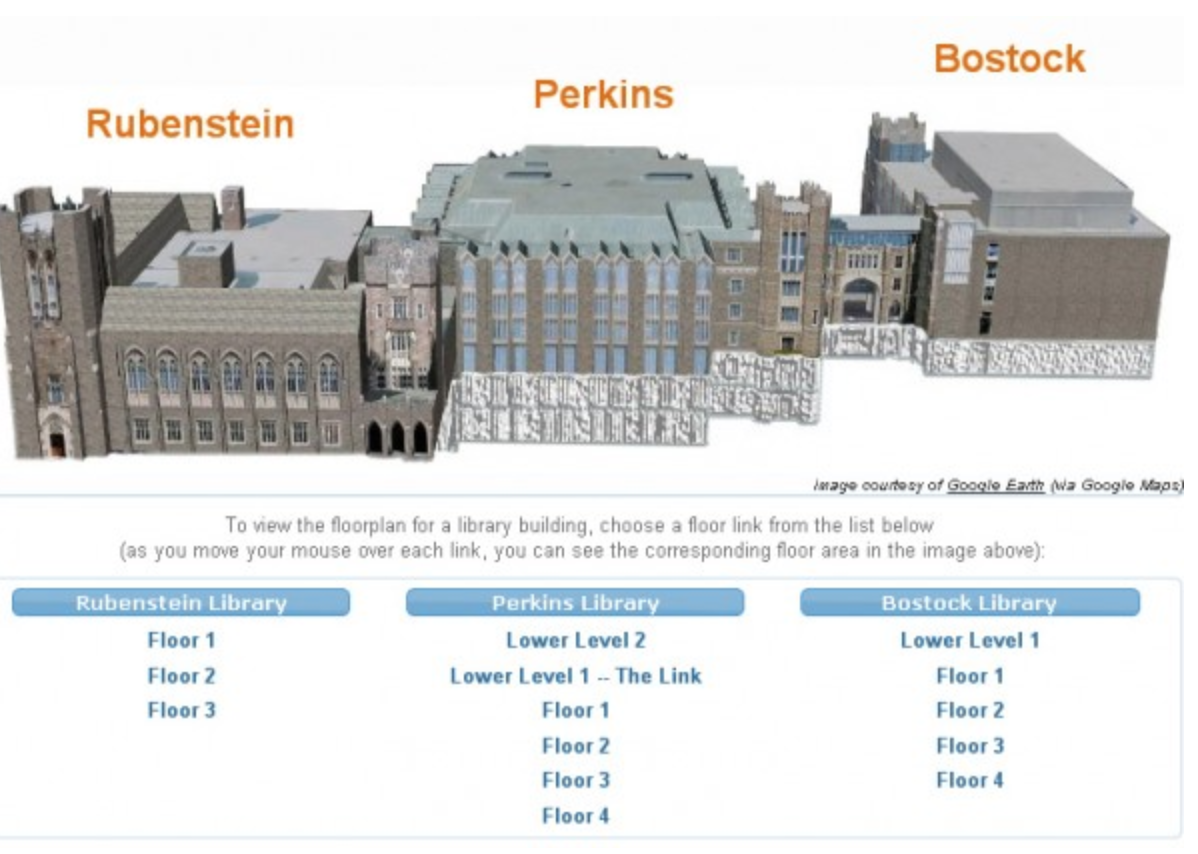 Bostock
Perkins
Rubenstein
image courtesy of Google Earth (via Google Maps)
To view the floorplan for a library building, choose a floor link from the list below
(as you move your mouse over each link, you can see the corresponding floor area in the image above):
Rubenstein Library
Floor 1
Floor 2
Floor 3
Perkins Library
Lower Level 2
Lower Level 1 -- The Link
Floor 1
Floor 2
Floor 3
Floor 4
Bostock Library
Lower Level 1
Floor 1
Floor 2
Floor 3
Floor 4